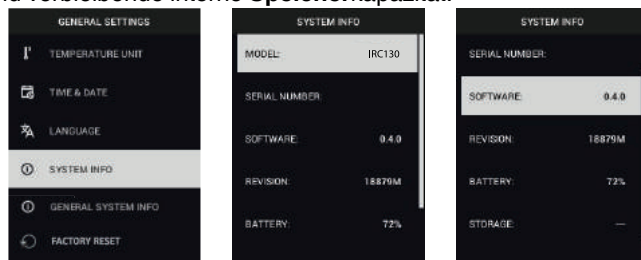 GENERAL SETTINGS
TEMPERATURE UNIT
TIME & DATE
LANGUAGE
SYSTEM INFO
GENERAL SYSTEM INFO
FACTORY RESET
SYSTEM INFO
MODEL: IRC130
SERIAL NUMBER:
SOFTWARE: 0.4.0
REVISION: 18879M
BATTERY: 72%
SYSTEM INFO
SERIAL NUMBER:
SOFTWARE: 0.4.0
REVISION: 18879M
BATTERY: 72%
STORAGE: —